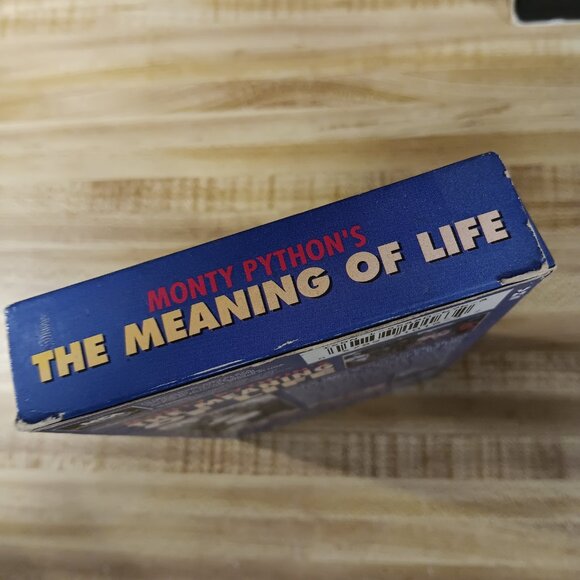 MONTY PYTHON'S
THE MEANING OF LIFE